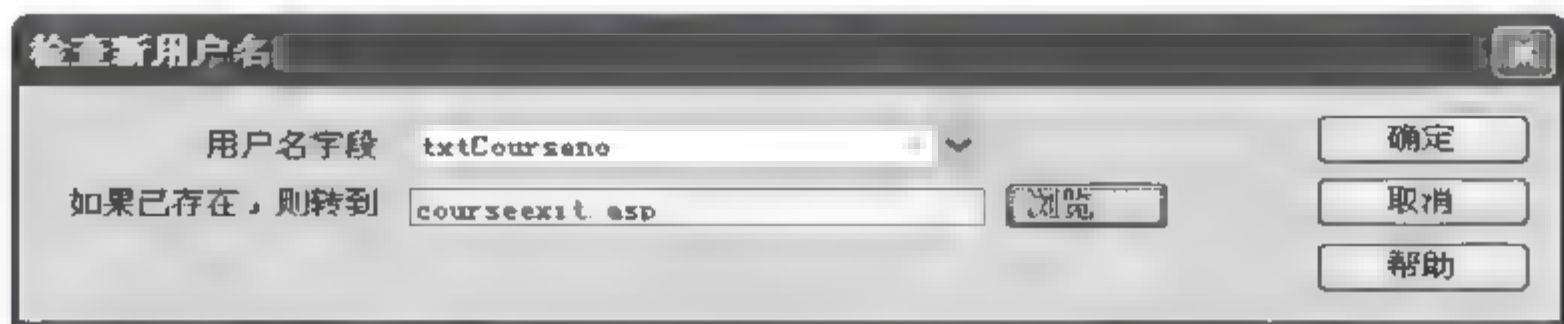 检查新用户名
用户名字段 txtCourseno 确定
如果已存在，则转到 courseexit.asp 浏览 取消
帮助